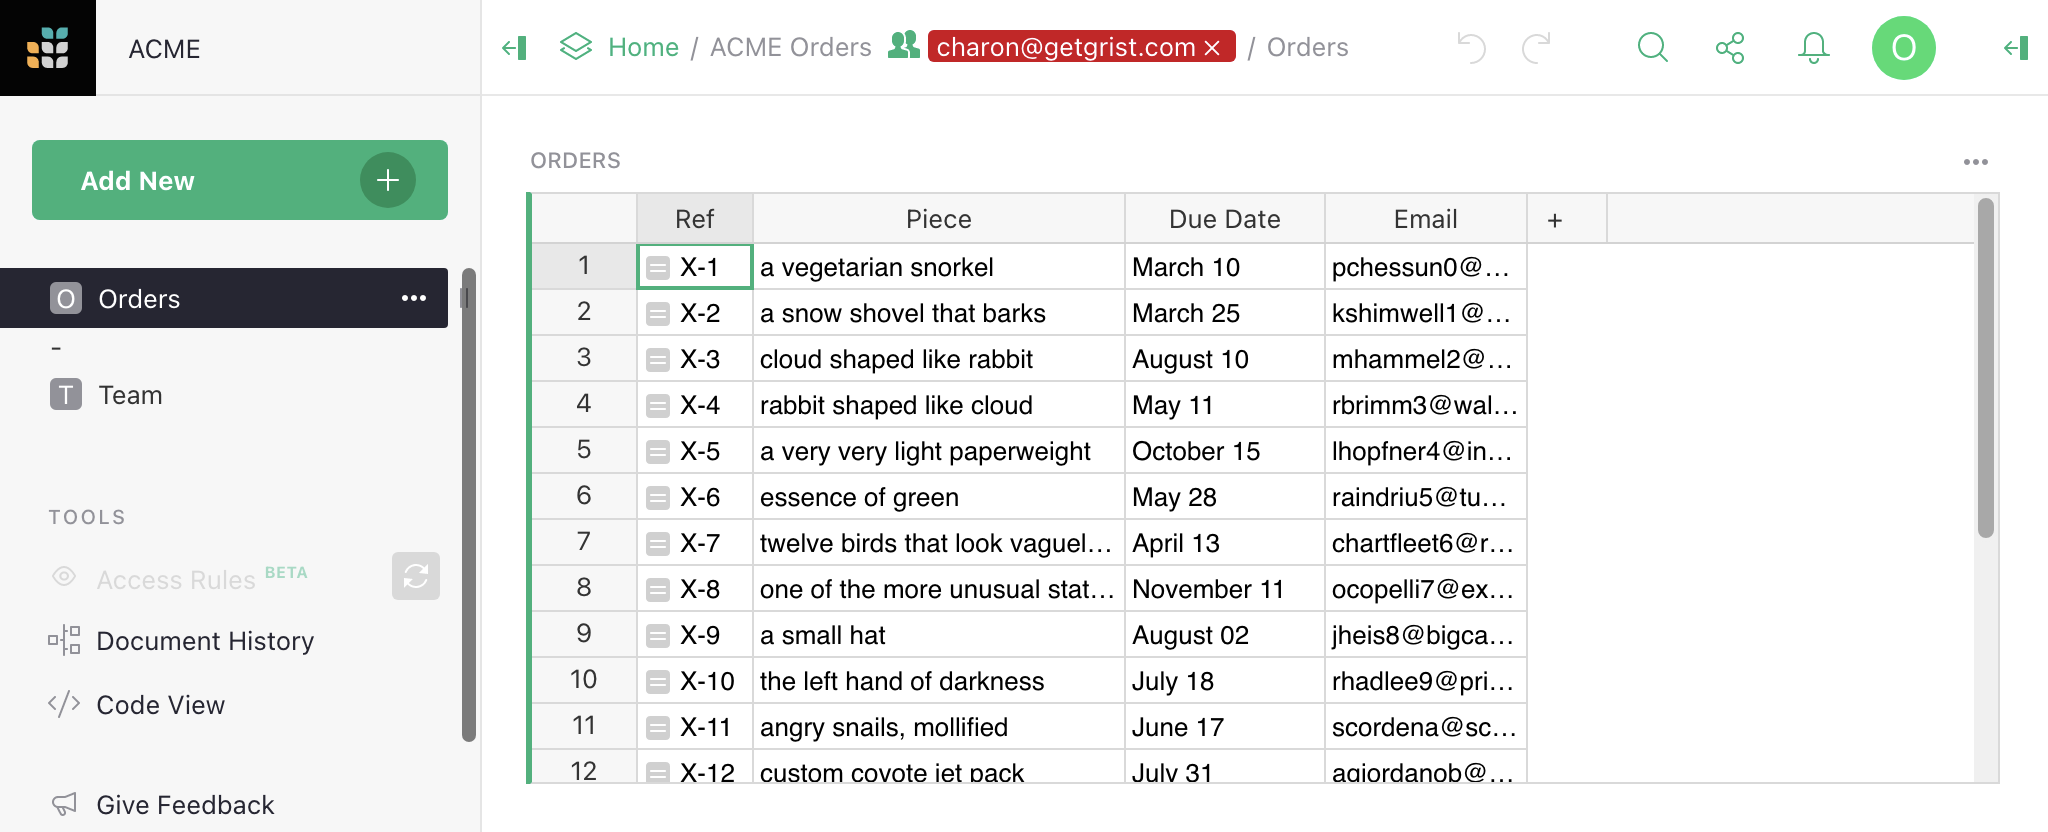 ACME
Home / ACME Orders charon@getgrist.com × / Orders
O
Add New +
O Orders •••
-
T Team
TOOLS
Access Rules BETA
Document History
Code View
Give Feedback
ORDERS •••
Ref Piece Due Date Email +
1 X-1 a vegetarian snorkel March 10 pchessun0@…
2 X-2 a snow shovel that barks March 25 kshimwell1@…
3 X-3 cloud shaped like rabbit August 10 mhammel2@…
4 X-4 rabbit shaped like cloud May 11 rbrimm3@wal…
5 X-5 a very very light paperweight October 15 lhopfner4@in…
6 X-6 essence of green May 28 raindriu5@tu…
7 X-7 twelve birds that look vaguel… April 13 chartfleet6@r…
8 X-8 one of the more unusual stat… November 11 ocopelli7@ex…
9 X-9 a small hat August 02 jheis8@bigca…
10 X-10 the left hand of darkness July 18 rhadlee9@pri…
11 X-11 angry snails, mollified June 17 scordena@sc…
12 X-12 custom coyote jet pack July 31 agiordanob@…